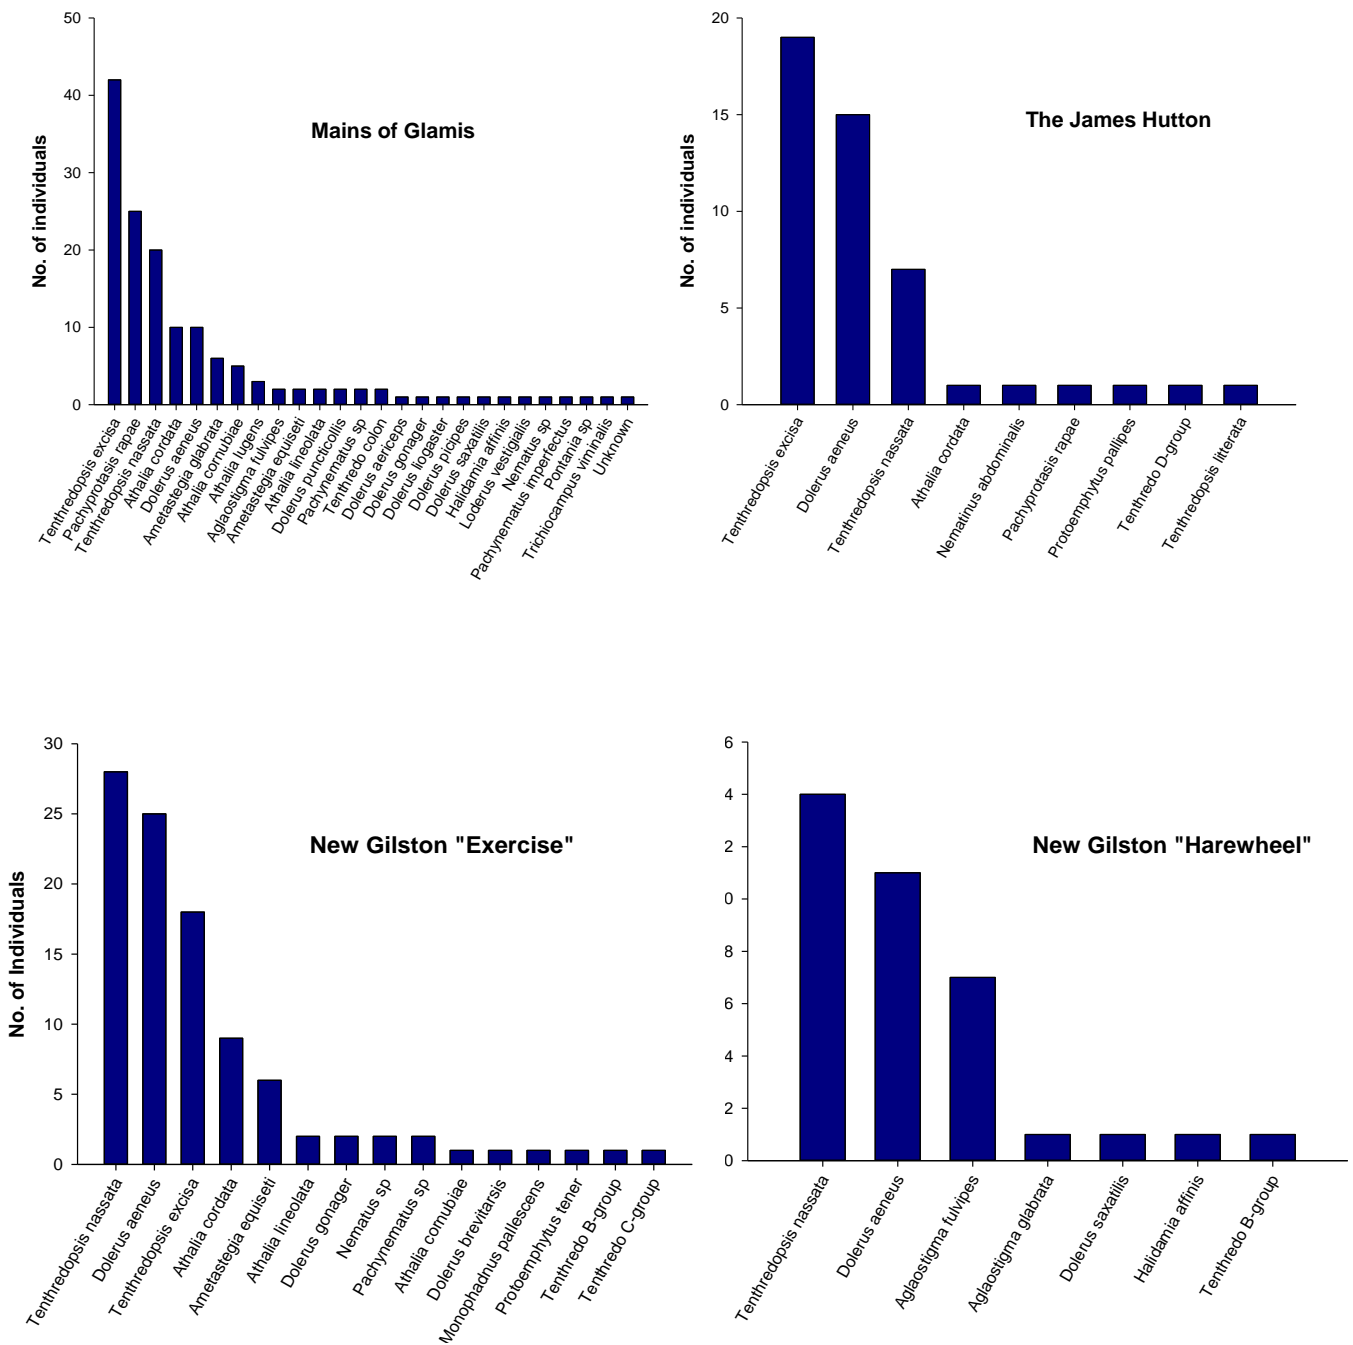 50
40
30
20
10
0
No. of individuals
Mains of Glamis
Tenthredopsis excisa
Pachyprotasis rapae
Tenthredopsis nassata
Athalia cordata
Dolerus aeneus
Ametastegia glabrata
Athalia cornubiae
Athalia lugens
Aglaostigma fulvipes
Ametastegia equiseti
Athalia lineolata
Dolerus puncticollis
Pachynematus sp
Tenthredo colon
Dolerus aericeps
Dolerus gonager
Dolerus liogaster
Dolerus picipes
Dolerus saxatilis
Halidamia affinis
Loderus vestigialis
Nematus sp
Pachynematus imperfectus
Pontania sp
Trichiocampus viminalis
Unknown
20
15
10
5
0
No. of individuals
The James Hutton
Tenthredopsis excisa
Dolerus aeneus
Tenthredopsis nassata
Athalia cordata
Nematinus abdominalis
Pachyprotasis rapae
Protoemphytus pallipes
Tenthredo D-group
Tenthredopsis litterata
30
25
20
15
10
5
0
No. of Individuals
New Gilston "Exercise"
Tenthredopsis nassata
Dolerus aeneus
Tenthredopsis excisa
Athalia cordata
Ametastegia equiseti
Athalia lineolata
Dolerus gonager
Nematus sp
Pachynematus sp
Athalia cornubiae
Dolerus brevitarsis
Monophadnus pallescens
Protoemphytus tener
Tenthredo B-group
Tenthredo C-group
6
4
2
0
8
6
4
2
0
New Gilston "Harewheel"
Tenthredopsis nassata
Dolerus aeneus
Aglaostigma fulvipes
Aglaostigma glabrata
Dolerus saxatilis
Halidamia affinis
Tenthredo B-group